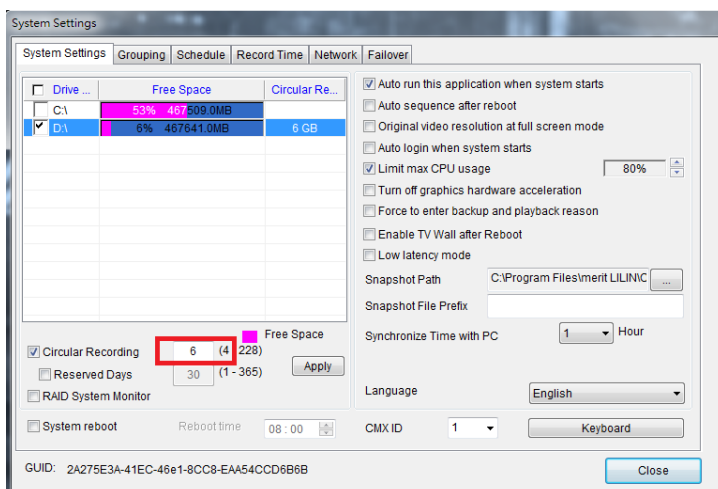 System Settings
System Settings Grouping Schedule Record Time Network Failover
Drive ... Free Space Circular Re...
C:\ 53% 467509.0MB
D:\ 6% 467641.0MB 6 GB
Free Space
Circular Recording 6 (4 228)
Reserved Days 30 (1 - 365) Apply
RAID System Monitor
System reboot Reboot time 08 : 00
Auto run this application when system starts
Auto sequence after reboot
Original video resolution at full screen mode
Auto login when system starts
Limit max CPU usage 80%
Turn off graphics hardware acceleration
Force to enter backup and playback reason
Enable TV Wall after Reboot
Low latency mode
Snapshot Path C:\Program Files\merit LILIN\C ...
Snapshot File Prefix
Synchronize Time with PC 1 Hour
Language English
CMX ID 1 Keyboard
GUID: 2A275E3A-41EC-46e1-8CC8-EAA54CCD6B6B
Close